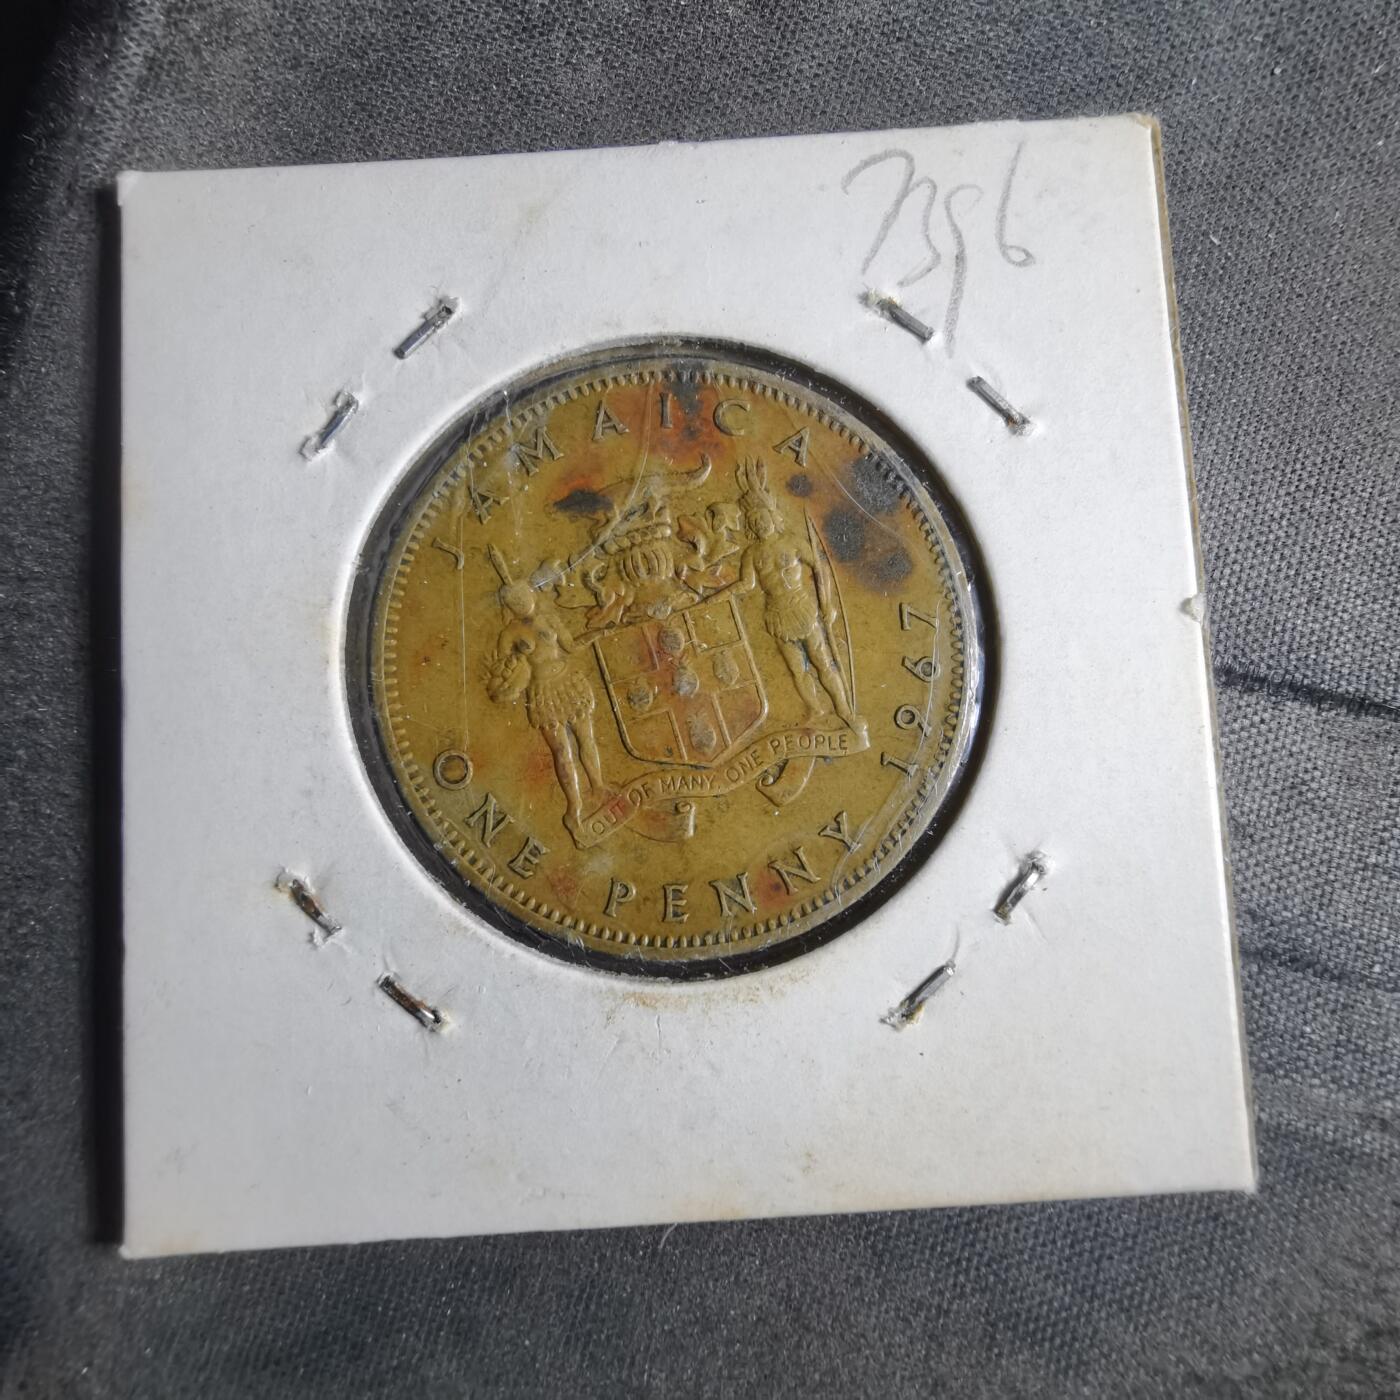 JAMAICA
1967
OUT OF MANY, ONE PEOPLE
ONE PENNY